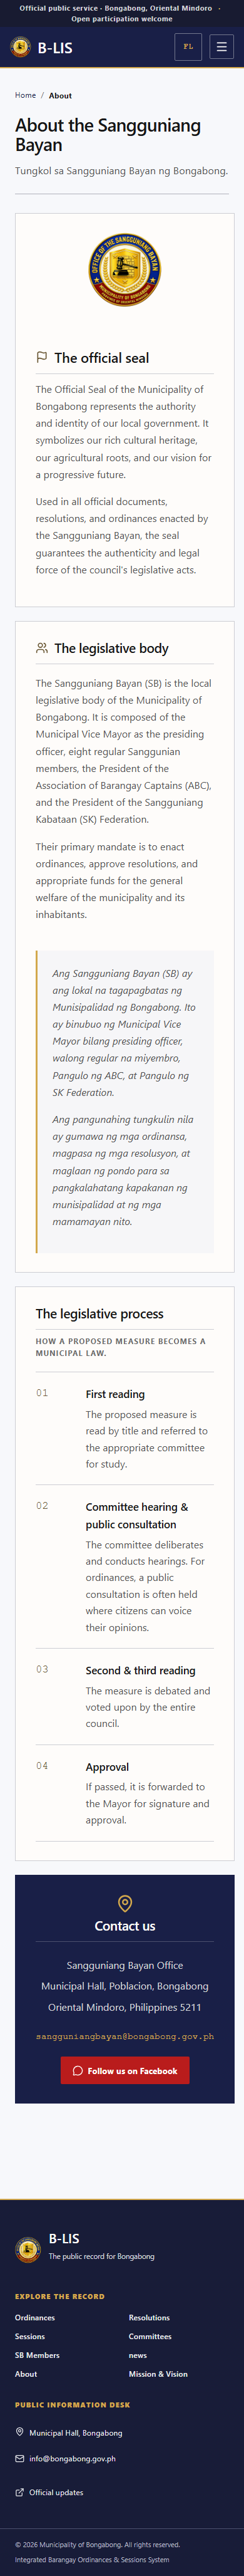 Official public service · Bongabong, Oriental Mindoro ·
Open participation welcome
B-LIS
FL
Home / About
About the Sangguniang
Bayan
Tungkol sa Sangguniang Bayan ng Bongabong.
OFFICE OF THE SANGGUNIANG BAYAN
The official seal
The Official Seal of the Municipality of
Bongabong represents the authority
and identity of our local government. It
symbolizes our rich cultural heritage,
our agricultural roots, and our vision for
a progressive future.
Used in all official documents,
resolutions, and ordinances enacted by
the Sangguniang Bayan, the seal
guarantees the authenticity and legal
force of the council's legislative acts.
The legislative body
The Sangguniang Bayan (SB) is the local
legislative body of the Municipality of
Bongabong. It is composed of the
Municipal Vice Mayor as the presiding
officer, eight regular Sanggunian
members, the President of the
Association of Barangay Captains (ABC),
and the President of the Sangguniang
Kabataan (SK) Federation.
Their primary mandate is to enact
ordinances, approve resolutions, and
appropriate funds for the general
welfare of the municipality and its
inhabitants.
Ang Sangguniang Bayan (SB) ay
ang lokal na tagapagbatas ng
Munisipalidad ng Bongabong. Ito
ay binubuo ng Municipal Vice
Mayor bilang presiding officer,
walong regular na miyembro,
Pangulo ng ABC, at Pangulo ng
SK Federation.
Ang pangunahing tungkulin nila
ay gumawa ng mga ordinansa,
magpasa ng mga resolusyon, at
maglaan ng pondo para sa
pangkalahatang kapakanan ng
munisipalidad at ng mga
mamamayan nito.
The legislative process
HOW A PROPOSED MEASURE BECOMES A
MUNICIPAL LAW.
01 First reading
The proposed measure is
read by title and referred to
the appropriate committee
for study.
02 Committee hearing &
public consultation
The committee deliberates
and conducts hearings. For
ordinances, a public
consultation is often held
where citizens can voice
their opinions.
03 Second & third reading
The measure is debated and
voted upon by the entire
council.
04 Approval
If passed, it is forwarded to
the Mayor for signature and
approval.
Contact us
Sangguniang Bayan Office
Municipal Hall, Poblacion, Bongabong
Oriental Mindoro, Philippines 5211
sangguniangbayan@bongabong.gov.ph
Follow us on Facebook
B-LIS
The public record for Bongabong
EXPLORE THE RECORD
Ordinances Resolutions
Sessions Committees
SB Members news
About Mission & Vision
PUBLIC INFORMATION DESK
Municipal Hall, Bongabong
info@bongabong.gov.ph
Official updates
© 2026 Municipality of Bongabong. All rights reserved.
Integrated Barangay Ordinances & Sessions System